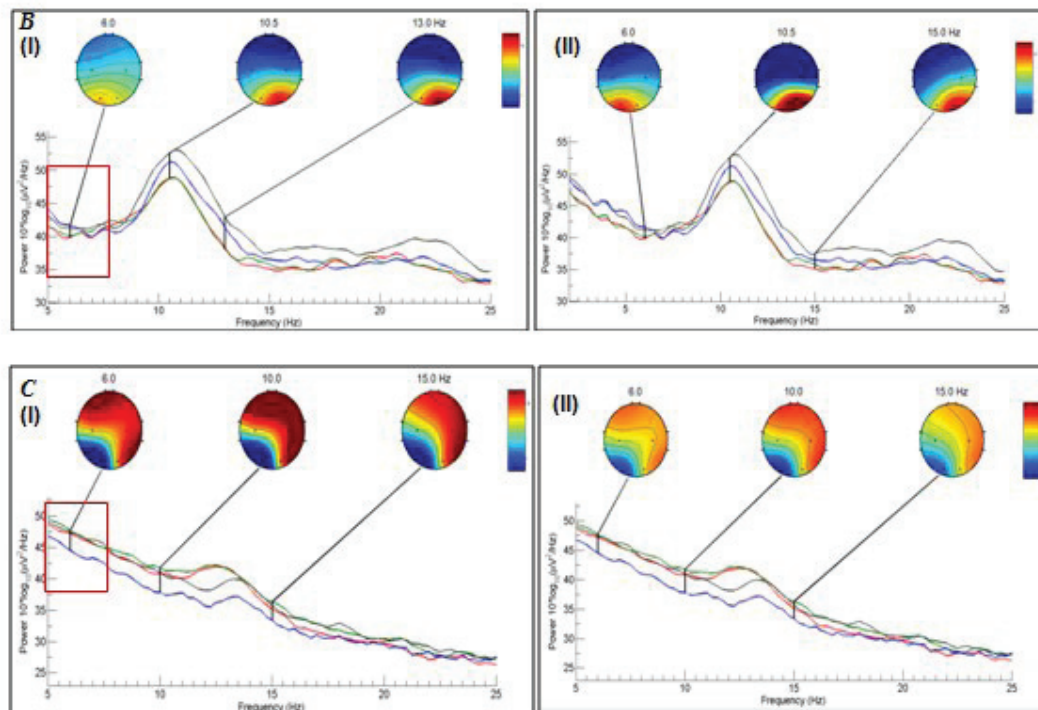 B
(I)
6.0 10.5 13.0 Hz
55
50
45
40
35
30
Power 10*log10(μV²/Hz)
5 10 15 20 25
Frequency (Hz)
(II)
6.0 10.5 15.0 Hz
55
50
45
40
35
30
Power 10*log10(μV²/Hz)
5 10 15 20 25
Frequency (Hz)
C
(I)
6.0 10.0 15.0 Hz
50
45
40
35
30
25
Power 10*log10(μV²/Hz)
5 10 15 20 25
Frequency (Hz)
(II)
6.0 10.0 15.0 Hz
50
45
40
35
30
25
Power 10*log10(μV²/Hz)
5 10 15 20 25
Frequency (Hz)